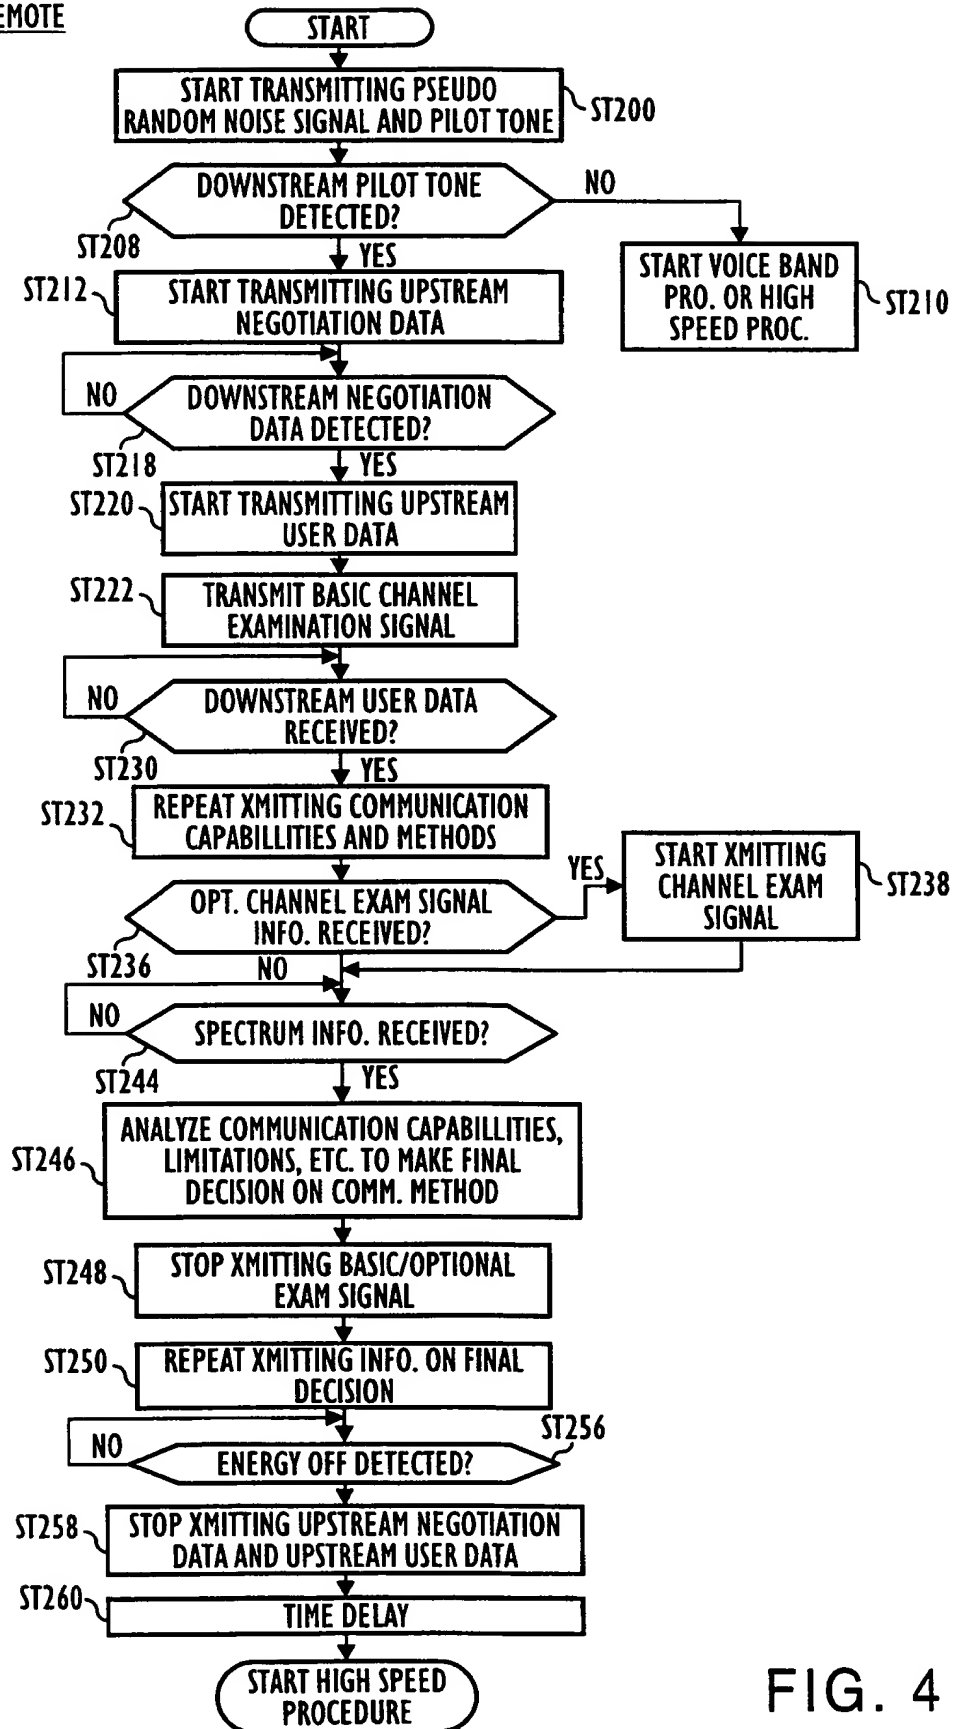 EMOTE
START
START TRANSMITTING PSEUDO
RANDOM NOISE SIGNAL AND PILOT TONE
ST200
DOWNSTREAM PILOT TONE
DETECTED?
NO
ST208
YES
START VOICE BAND
PRO. OR HIGH
SPEED PROC.
ST210
ST212
START TRANSMITTING UPSTREAM
NEGOTIATION DATA
NO
DOWNSTREAM NEGOTIATION
DATA DETECTED?
ST218
YES
ST220
START TRANSMITTING UPSTREAM
USER DATA
ST222
TRANSMIT BASIC CHANNEL
EXAMINATION SIGNAL
NO
DOWNSTREAM USER DATA
RECEIVED?
ST230
YES
ST232
REPEAT XMITTING COMMUNICATION
CAPABILLITIES AND METHODS
OPT. CHANNEL EXAM SIGNAL
INFO. RECEIVED?
YES
START XMITTING
CHANNEL EXAM
SIGNAL
ST238
ST236
NO
NO
SPECTRUM INFO. RECEIVED?
ST244
YES
ST246
ANALYZE COMMUNICATION CAPABILLITIES,
LIMITATIONS, ETC. TO MAKE FINAL
DECISION ON COMM. METHOD
ST248
STOP XMITTING BASIC/OPTIONAL
EXAM SIGNAL
ST250
REPEAT XMITTING INFO. ON FINAL
DECISION
ST256
NO
ENERGY OFF DETECTED?
ST258
STOP XMITTING UPSTREAM NEGOTIATION
DATA AND UPSTREAM USER DATA
ST260
TIME DELAY
START HIGH SPEED
PROCEDURE
FIG. 4